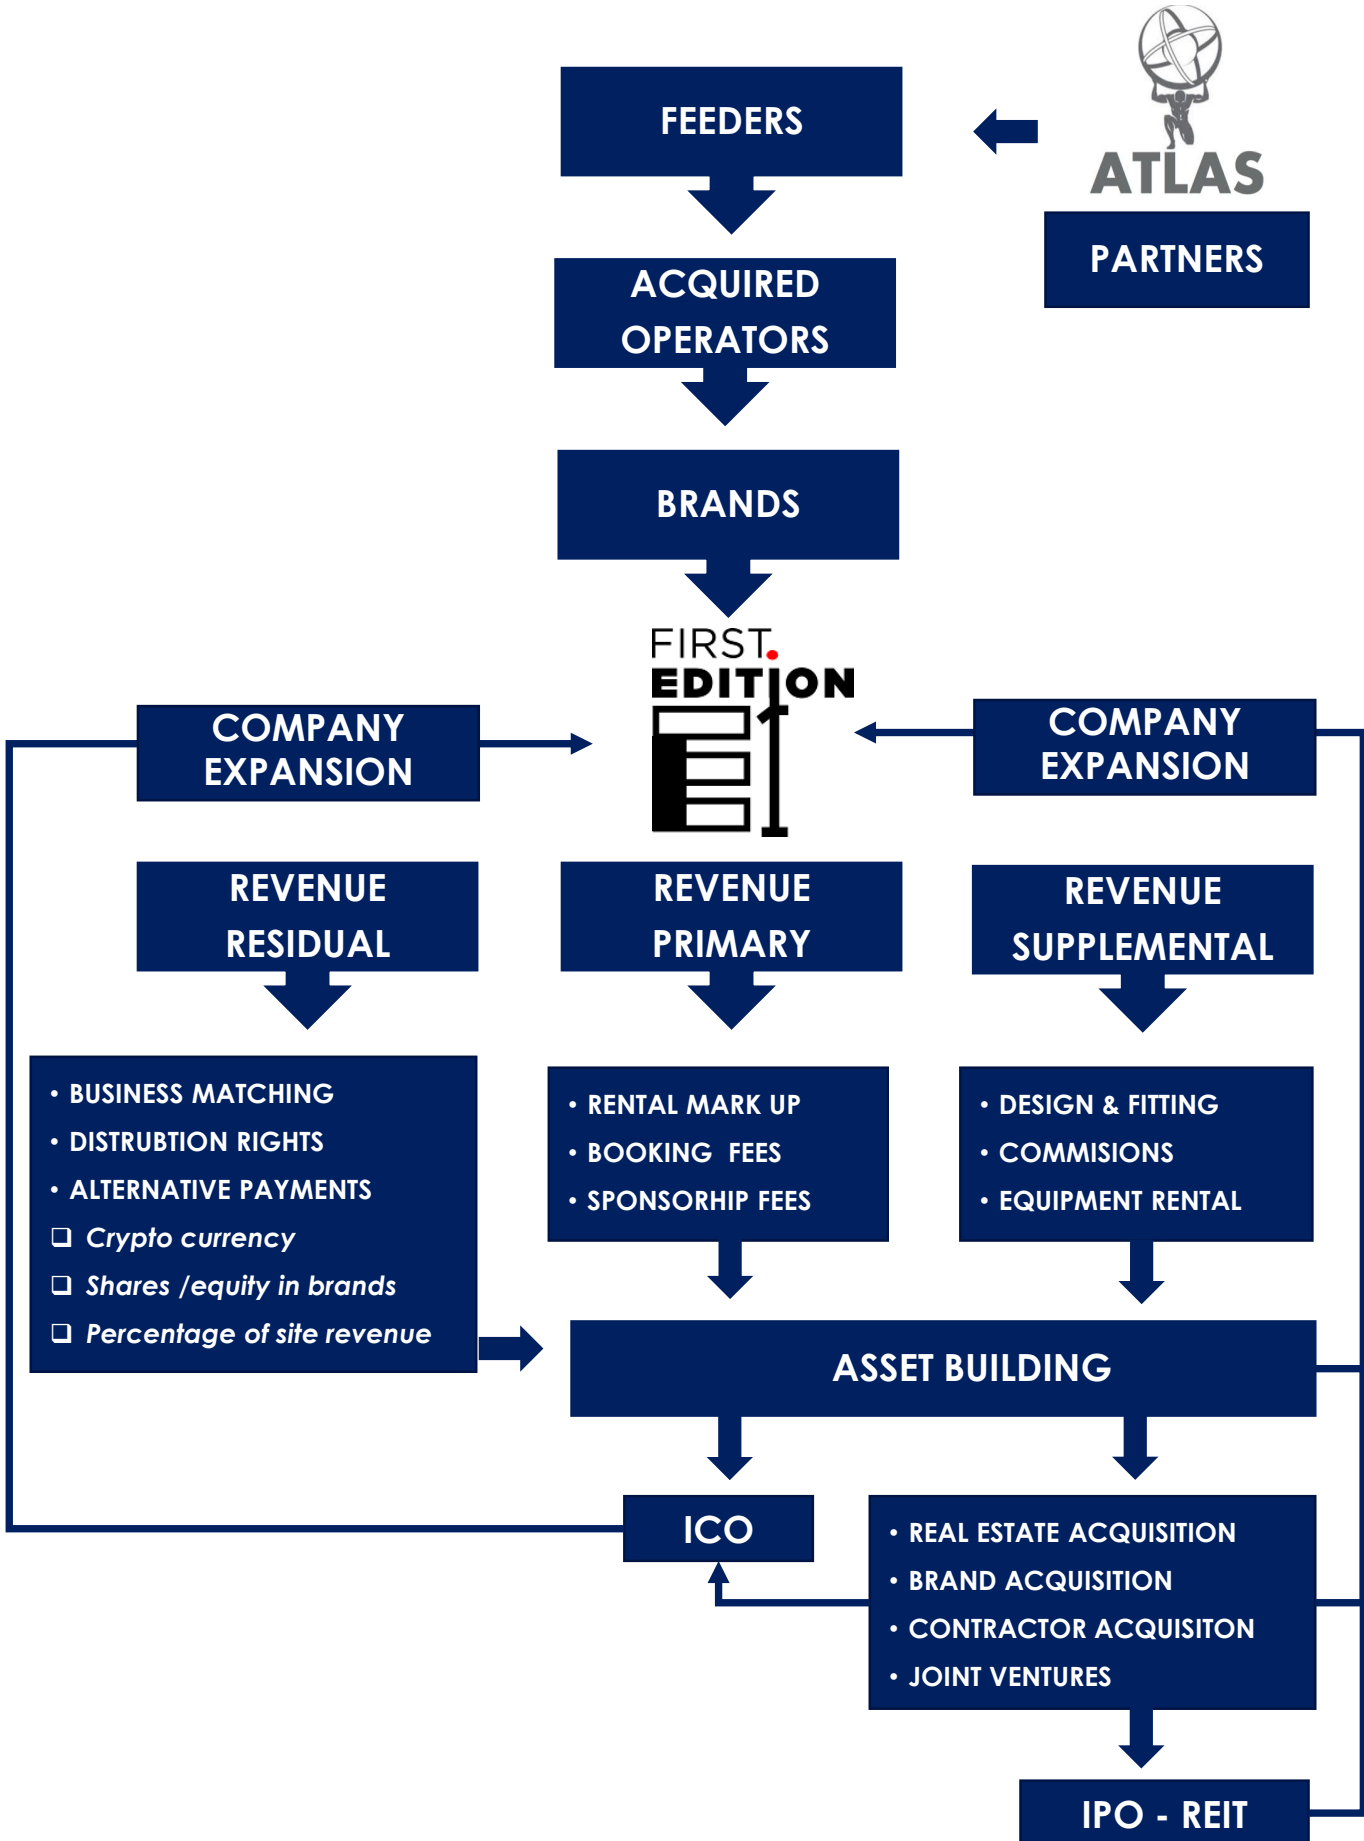 ATLAS
FEEDERS
PARTNERS
ACQUIRED
OPERATORS
BRANDS
FIRST.
EDITION
E1
COMPANY
EXPANSION
COMPANY
EXPANSION
REVENUE
RESIDUAL
REVENUE
PRIMARY
REVENUE
SUPPLEMENTAL
• BUSINESS MATCHING
• DISTRUBTION RIGHTS
• ALTERNATIVE PAYMENTS
❑ Crypto currency
❑ Shares /equity in brands
❑ Percentage of site revenue
• RENTAL MARK UP
• BOOKING FEES
• SPONSORHIP FEES
• DESIGN & FITTING
• COMMISIONS
• EQUIPMENT RENTAL
ASSET BUILDING
ICO
• REAL ESTATE ACQUISITION
• BRAND ACQUISITION
• CONTRACTOR ACQUISITON
• JOINT VENTURES
IPO - REIT